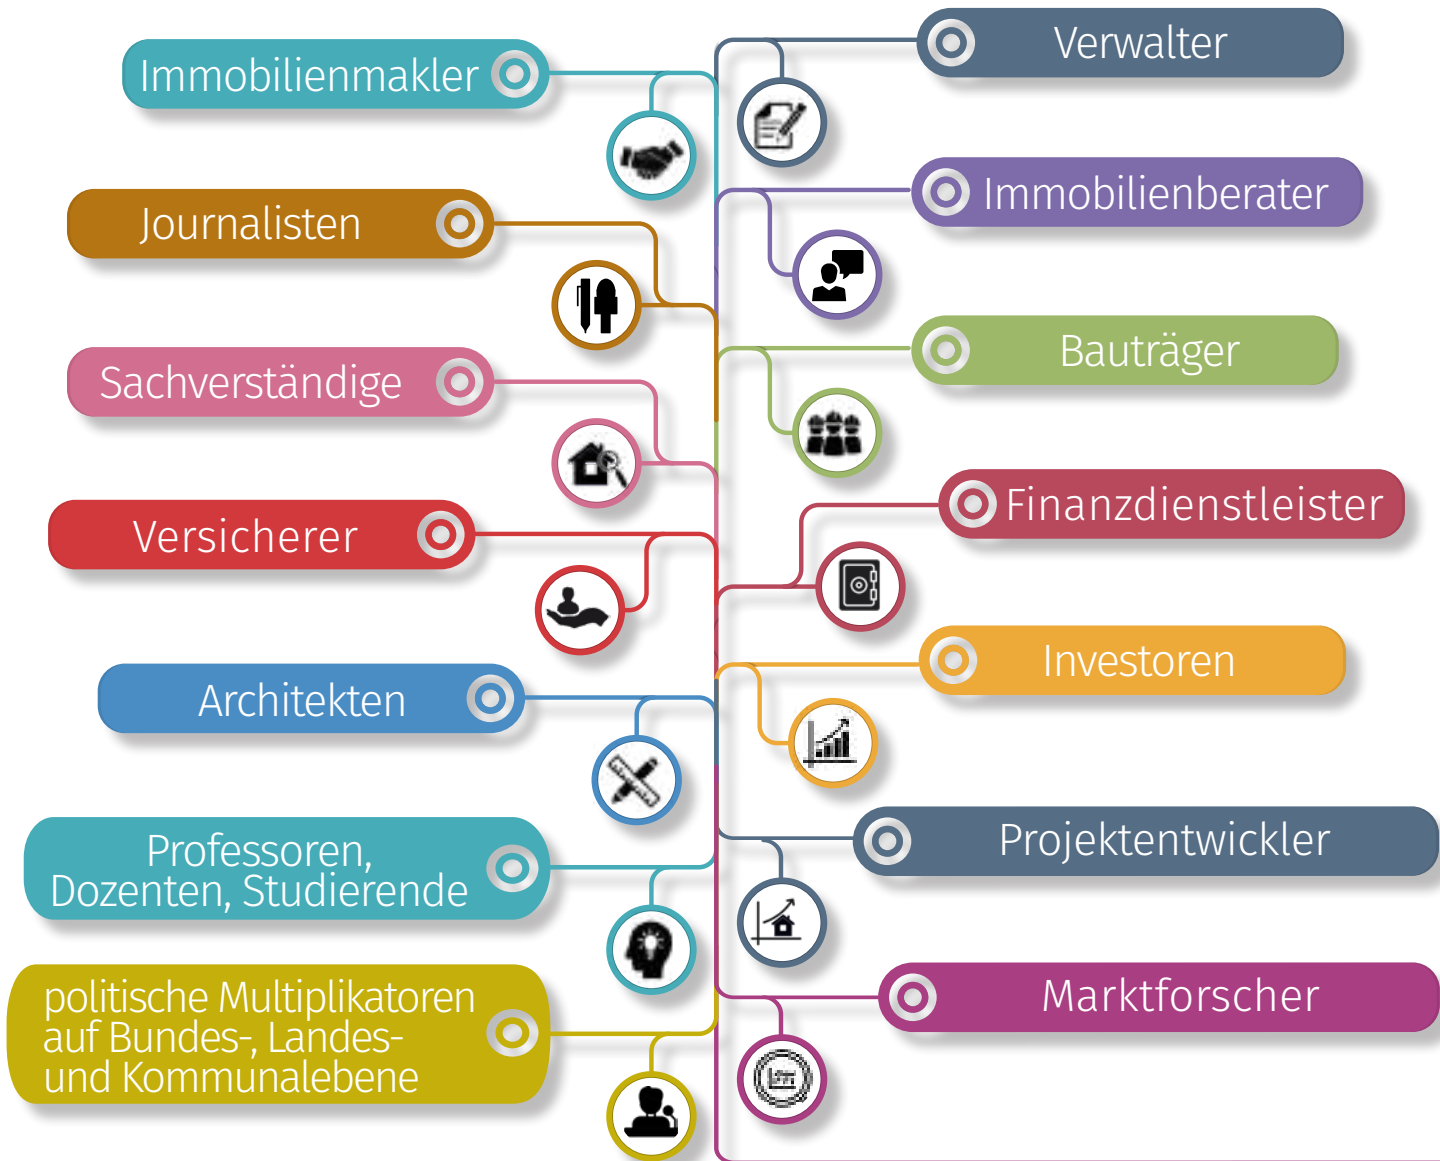 Immobilienmakler
Verwalter
Journalisten
Immobilienberater
Sachverständige
Bauträger
Versicherer
Finanzdienstleister
Architekten
Investoren
Professoren,
Dozenten, Studierende
Projektentwickler
politische Multiplikatoren
auf Bundes-, Landes-
und Kommunalebene
Marktforscher